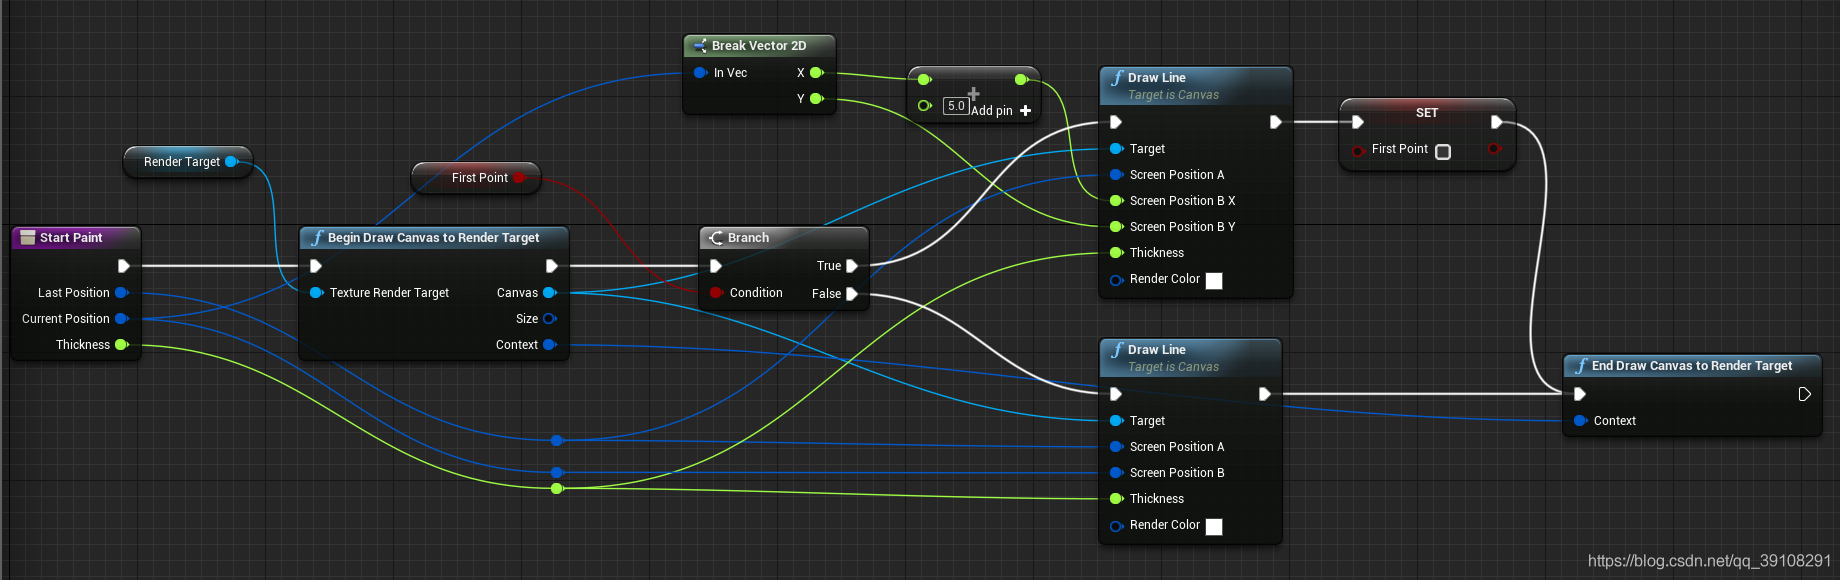 Start Paint
Last Position
Current Position
Thickness
Render Target
Begin Draw Canvas to Render Target
Texture Render Target
Canvas
Size
Context
First Point
Break Vector 2D
In Vec
X
Y
5.0
Add pin
Branch
Condition
True
False
Draw Line
Target is Canvas
Target
Screen Position A
Screen Position B X
Screen Position B Y
Thickness
Render Color
Draw Line
Target is Canvas
Target
Screen Position A
Screen Position B
Thickness
Render Color
SET
First Point
End Draw Canvas to Render Target
Context
https://blog.csdn.net/qq_39108291